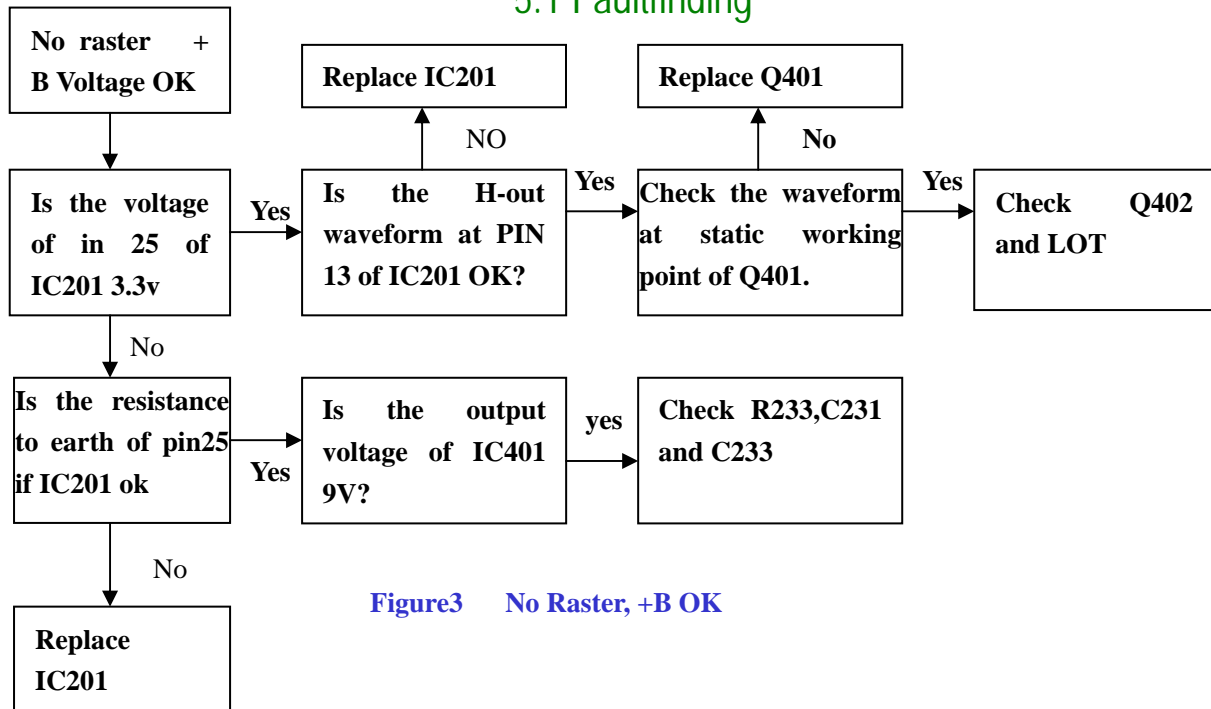 5.1 Faultfinding
No raster +
B Voltage OK
Replace IC201
Replace Q401
NO
No
Is the voltage
of in 25 of
IC201 3.3v
Yes
Is the H-out
waveform at PIN
13 of IC201 OK?
Yes
Check the waveform
at static working
point of Q401.
Yes
Check Q402
and LOT
No
Is the resistance
to earth of pin25
if IC201 ok
Yes
Is the output
voltage of IC401
9V?
yes
Check R233,C231
and C233
No
Figure3 No Raster, +B OK
Replace
IC201